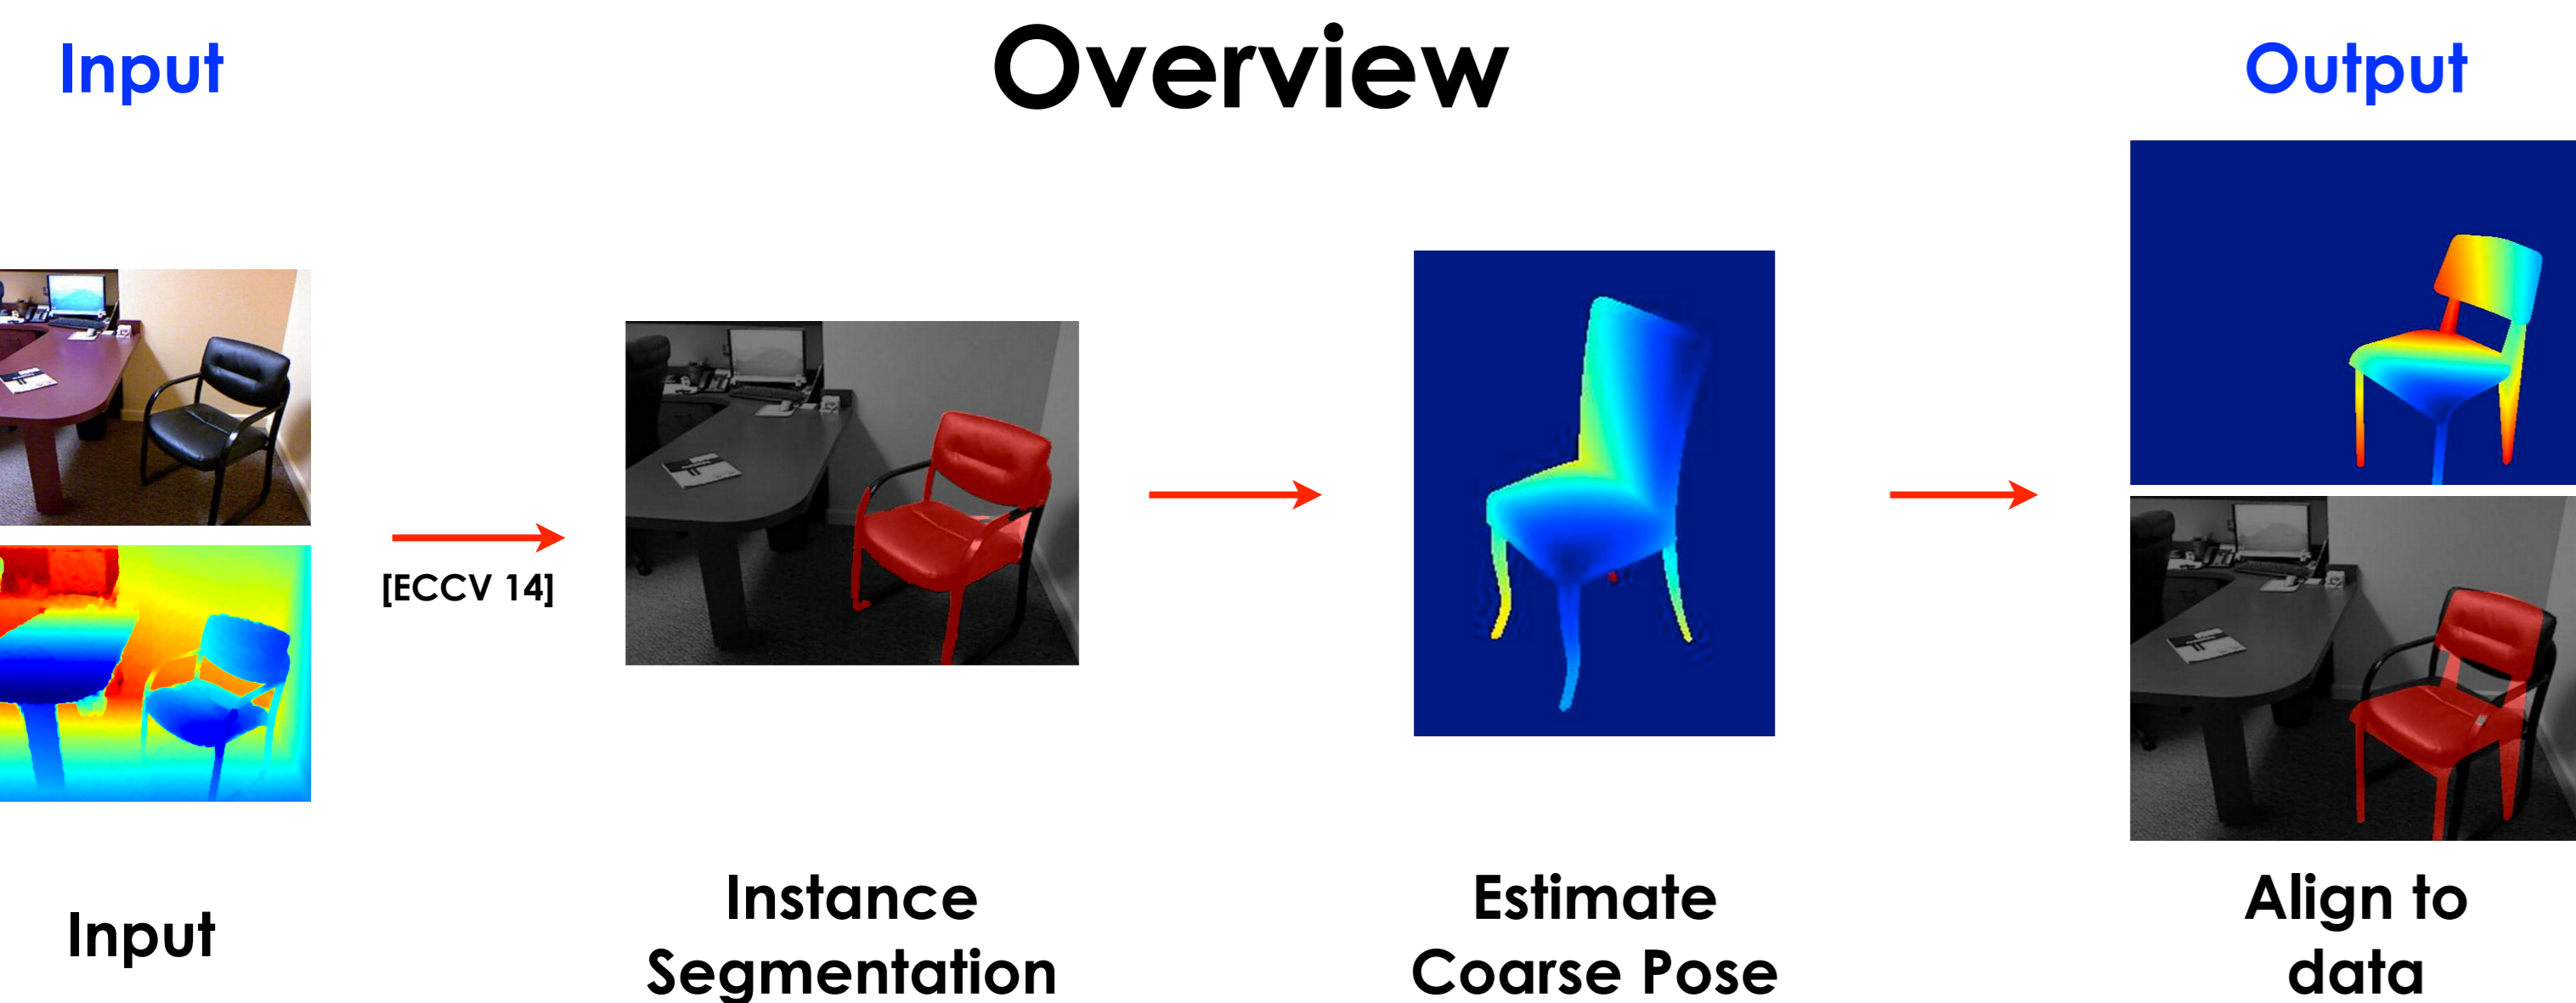 Overview
Input
Output
[ECCV 14]
Input
Instance
Segmentation
Estimate
Coarse Pose
Align to
data